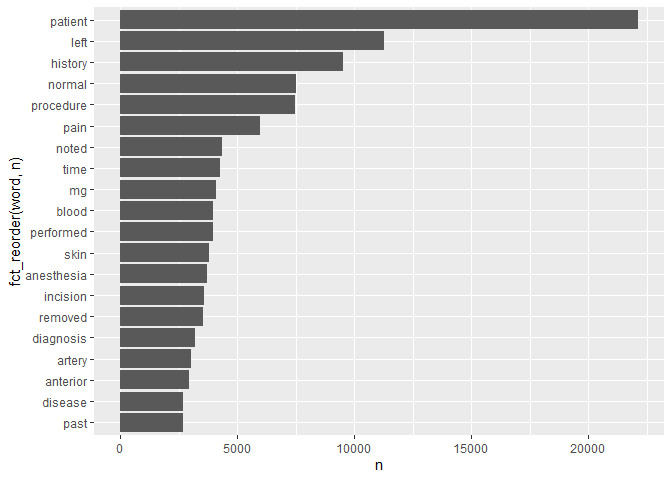 patient
left
history
normal
procedure
pain
noted
time
mg
blood
performed
skin
anesthesia
incision
removed
diagnosis
artery
anterior
disease
past
fct_reorder(word, n)
0 5000 10000 15000 20000
n